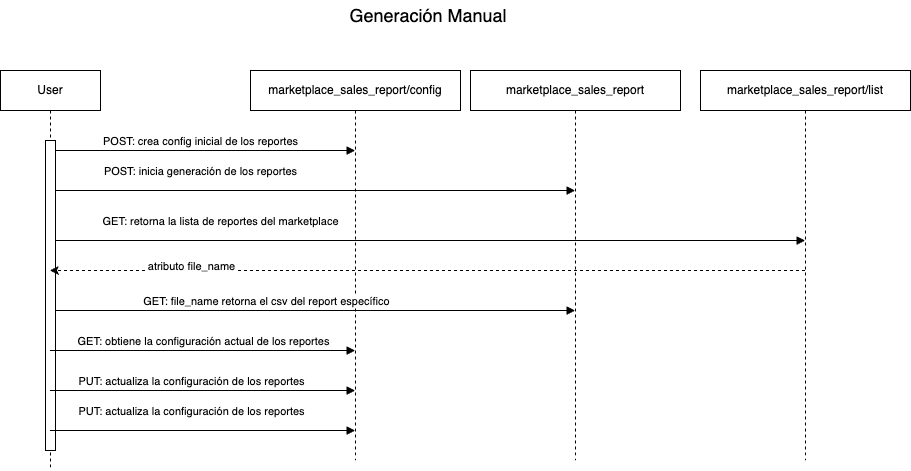 Generación Manual
User
marketplace_sales_report/config
marketplace_sales_report
marketplace_sales_report/list
POST: crea config inicial de los reportes
POST: inicia generación de los reportes
GET: retorna la lista de reportes del marketplace
atributo file_name
GET: file_name retorna el csv del report específico
GET: obtiene la configuración actual de los reportes
PUT: actualiza la configuración de los reportes
PUT: actualiza la configuración de los reportes